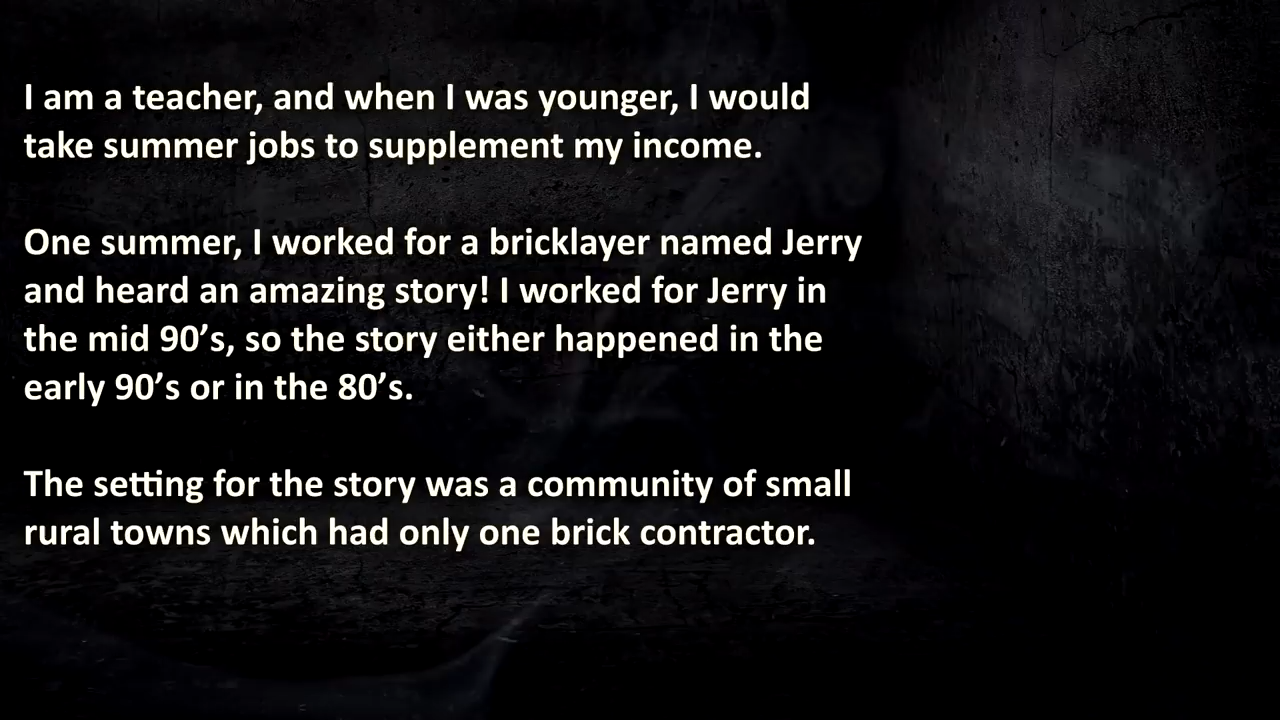 I am a teacher, and when I was younger, I would
take summer jobs to supplement my income.
One summer, I worked for a bricklayer named Jerry
and heard an amazing story! I worked for Jerry in
the mid 90’s, so the story either happened in the
early 90’s or in the 80’s.
The setting for the story was a community of small
rural towns which had only one brick contractor.